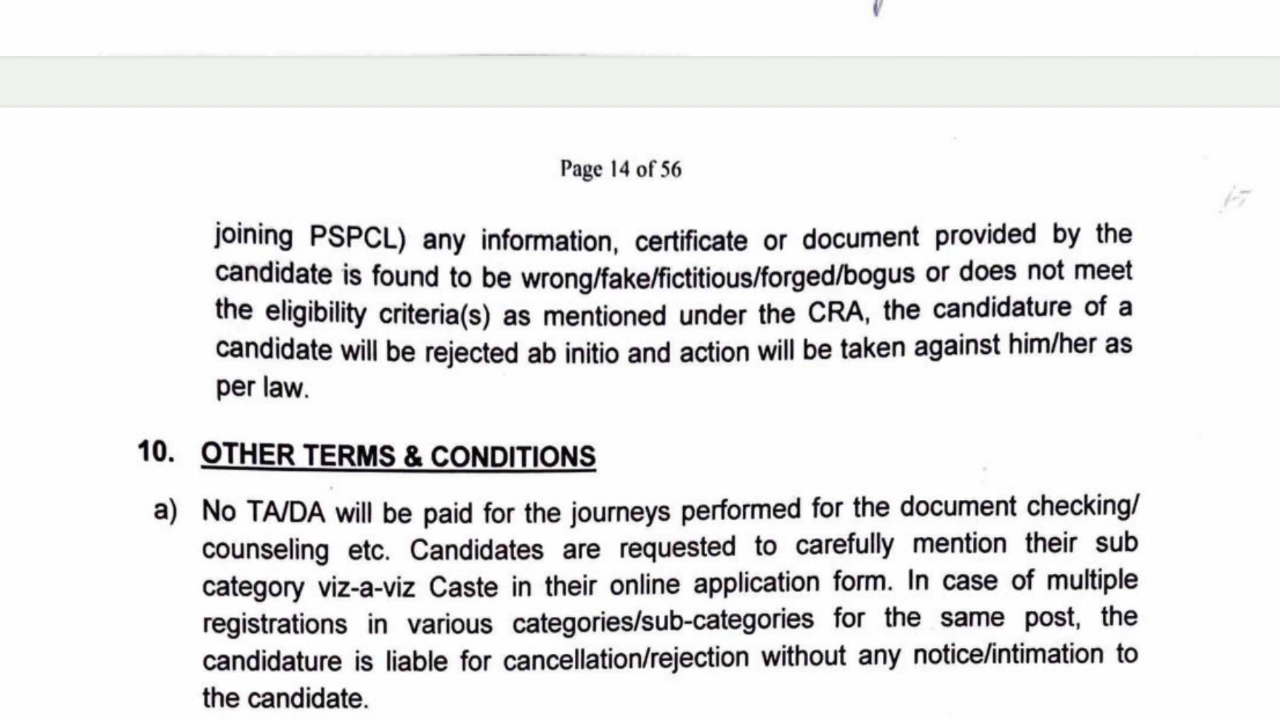 Page 14 of 56
joining PSPCL) any information, certificate or document provided by the
candidate is found to be wrong/fake/fictitious/forged/bogus or does not meet
the eligibility criteria(s) as mentioned under the CRA, the candidature of a
candidate will be rejected ab initio and action will be taken against him/her as
per law.
10. OTHER TERMS & CONDITIONS
a) No TA/DA will be paid for the journeys performed for the document checking/
counseling etc. Candidates are requested to carefully mention their sub
category viz-a-viz Caste in their online application form. In case of multiple
registrations in various categories/sub-categories for the same post, the
candidature is liable for cancellation/rejection without any notice/intimation to
the candidate.